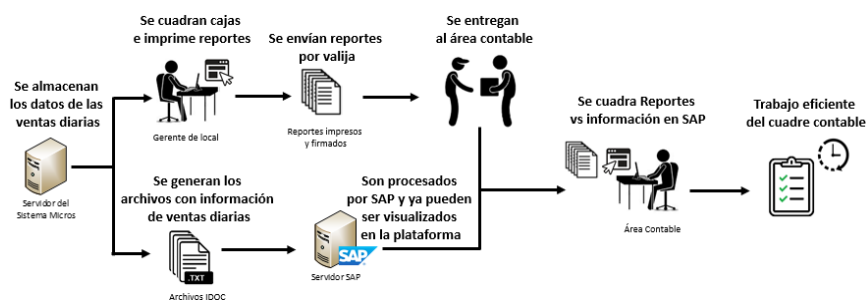 Se almacenan
los datos de las
ventas diarias
Servidor del
Sistema Micros
Se cuadran cajas
e imprime reportes
Gerente de local
Se envían reportes
por valija
Reportes impresos
y firmados
Se entregan
al área contable
Se generan los
archivos con información
de ventas diarias
.TXT
Archivos IDOC
Son procesados
por SAP y ya pueden
ser visualizados
en la plataforma
SAP
Servidor SAP
Se cuadra Reportes
vs información en SAP
Área Contable
Trabajo eficiente
del cuadre contable